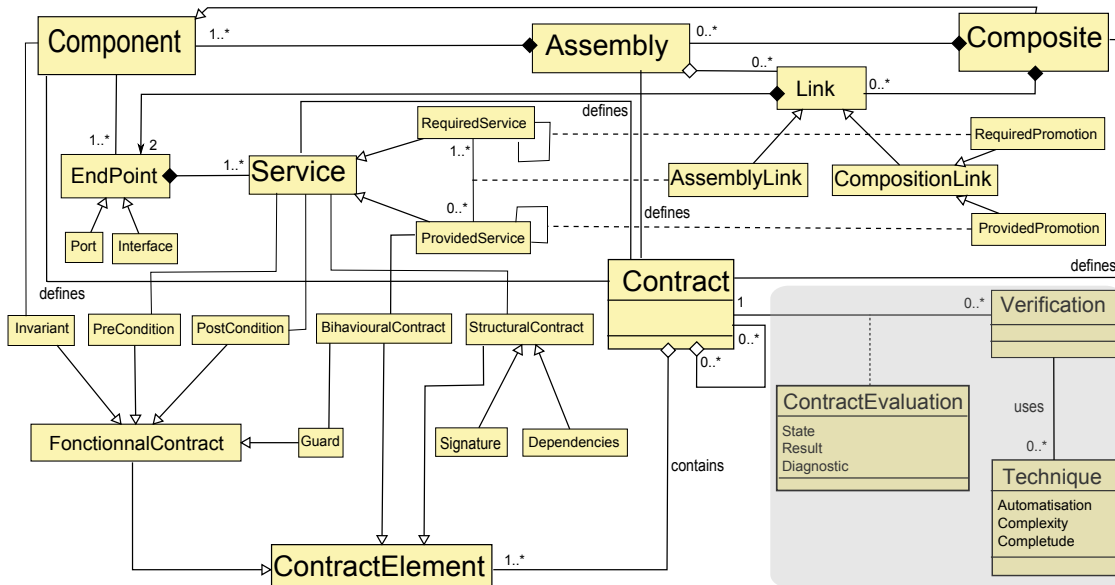 Component
1..*
Assembly
0..*
Composite
0..*
Link
0..*
defines
RequiredService
RequiredPromotion
1..*
2
1..*
EndPoint
1..*
Service
AssemblyLink
CompositionLink
0..*
defines
ProvidedService
ProvidedPromotion
Port
Interface
Contract
defines
defines
1
0..*
Verification
Invariant
PreCondition
PostCondition
BihaviouralContract
StructuralContract
0..*
0..*
ContractEvaluation
State
Result
Diagnostic
uses
0..*
FonctionnalContract
Guard
Signature
Dependencies
contains
Technique
Automatisation
Complexity
Completude
ContractElement
1..*